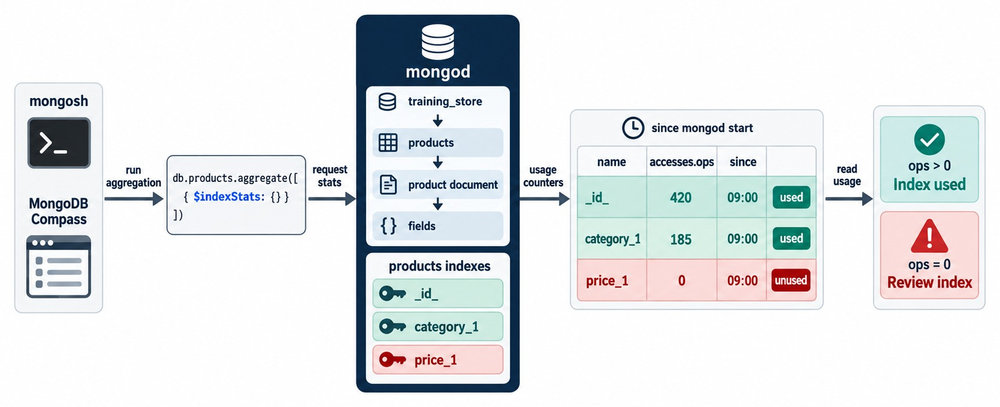 mongosh
MongoDB
Compass
run
aggregation
db.products.aggregate([
{ $indexStats: {} }
])
request
stats
mongod
training_store
products
product document
{} fields
products indexes
_id_
category_1
price_1
usage
counters
since mongod start
name accesses.ops since
_id_ 420 09:00 used
category_1 185 09:00 used
price_1 0 09:00 unused
read
usage
ops > 0
Index used
ops = 0
Review index